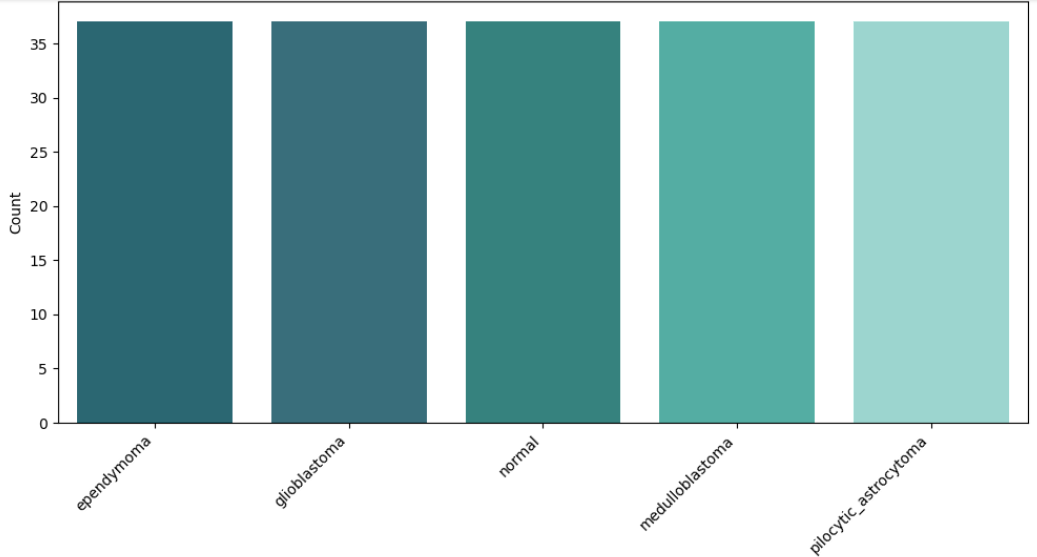 35
30
25
20
15
10
5
0
Count
ependymoma
glioblastoma
normal
medulloblastoma
pilocytic_astrocytoma